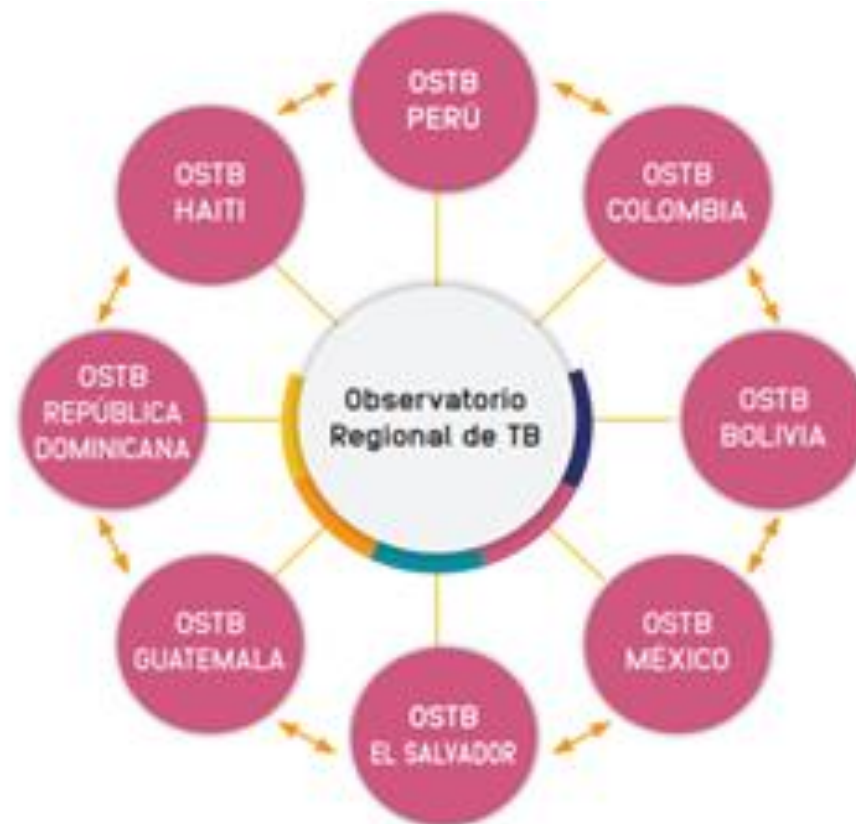 OSTB
PERÚ
OSTB
COLOMBIA
OSTB
BOLIVIA
OSTB
MÉXICO
OSTB
EL SALVADOR
OSTB
GUATEMALA
OSTB
REPÚBLICA
DOMINICANA
OSTB
HAITI
Observatorio
Regional de TB